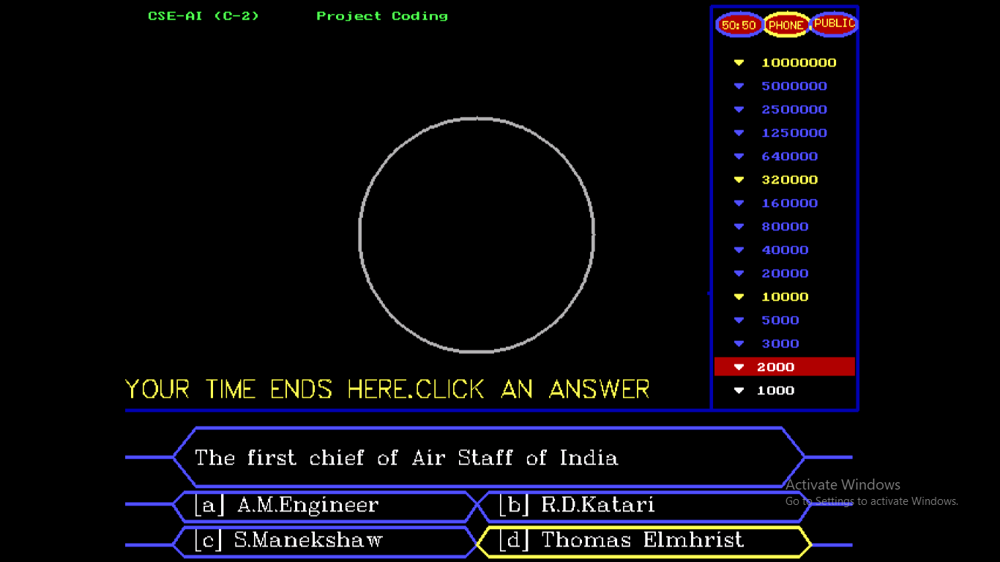 CSE-AI (C-2) Project Coding
50:50 PHONE PUBLIC
10000000
5000000
2500000
1250000
640000
320000
160000
80000
40000
20000
10000
5000
3000
2000
1000
YOUR TIME ENDS HERE.CLICK AN ANSWER
The first chief of Air Staff of India
[a] A.M.Engineer [b] R.D.Katari
[c] S.Manekshaw [d] Thomas Elmhrist
Activate Windows
Go to Settings to activate Windows.